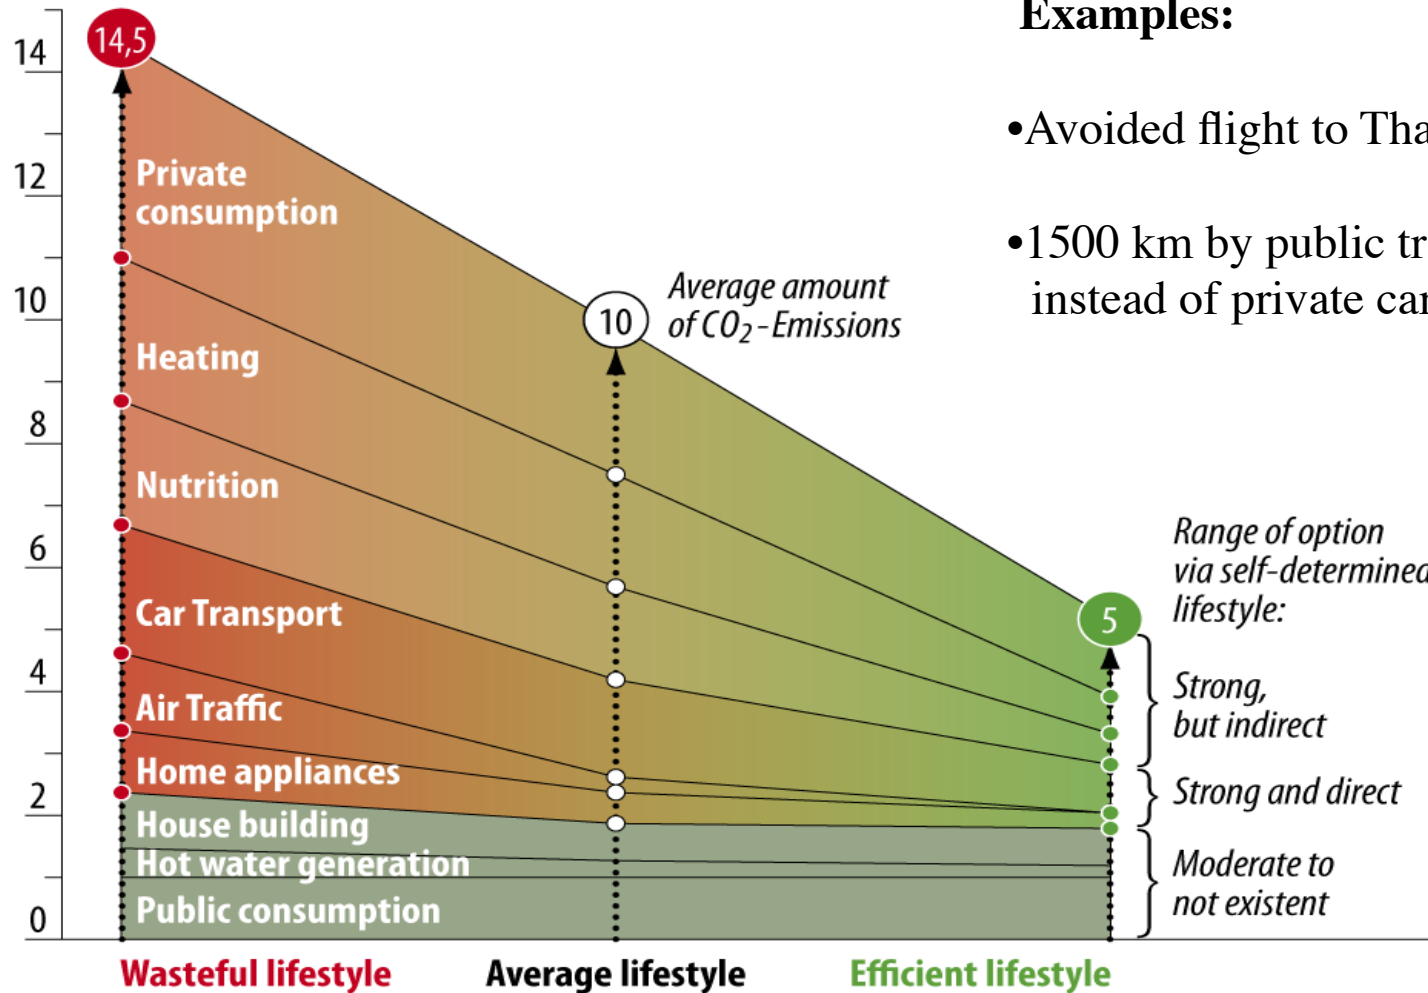 Examples:
•Avoided flight to Tha
•1500 km by public tr
instead of private car
14
12
10
8
6
4
2
0
14,5
Private
consumption
Heating
Nutrition
Car Transport
Air Traffic
Home appliances
House building
Hot water generation
Public consumption
10
Average amount
of CO₂-Emissions
5
Range of option
via self-determined
lifestyle:
Strong,
but indirect
Strong and direct
Moderate to
not existent
Wasteful lifestyle
Average lifestyle
Efficient lifestyle